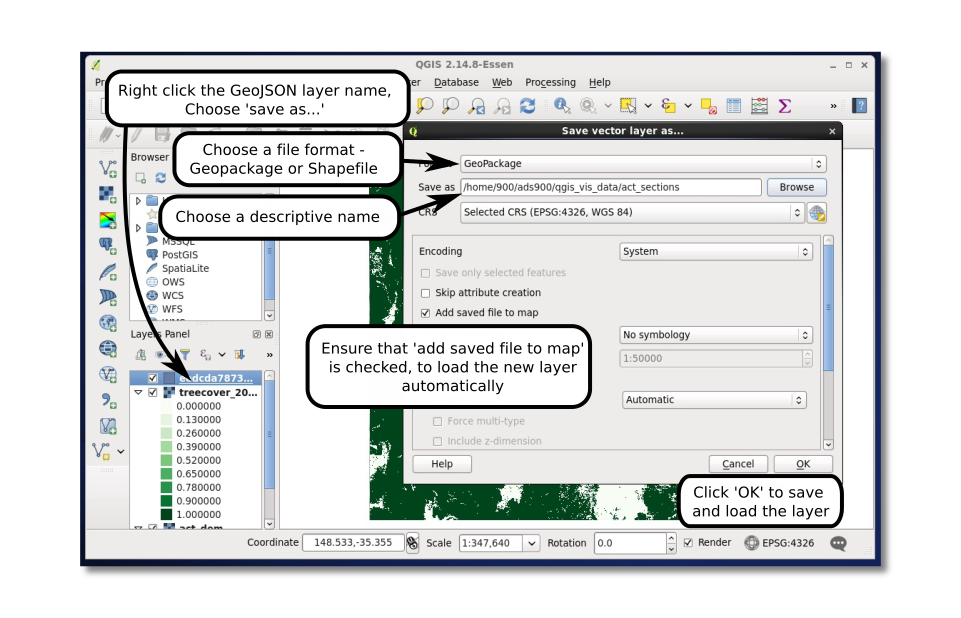 QGIS 2.14.8-Essen
Database Web Processing Help
Right click the GeoJSON layer name,
Choose 'save as...'
Save vector layer as...
Choose a file format -
Geopackage or Shapefile
Browser
GeoPackage
Save as /home/900/ads900/qgis_vis_data/act_sections Browse
Choose a descriptive name
CRS Selected CRS (EPSG:4326, WGS 84)
MSSQL
PostGIS
SpatiaLite
OWS
WCS
WFS
Encoding System
Save only selected features
Skip attribute creation
Add saved file to map
Layers Panel
No symbology
Ensure that 'add saved file to map'
is checked, to load the new layer
automatically
1:50000
treecover_20...
0.000000
0.130000
0.260000
0.390000
0.520000
0.650000
0.780000
0.900000
1.000000
Automatic
Force multi-type
Include z-dimension
Help Cancel OK
Click 'OK' to save
and load the layer
act_dem
Coordinate 148.533,-35.355 Scale 1:347,640 Rotation 0.0 Render EPSG:4326